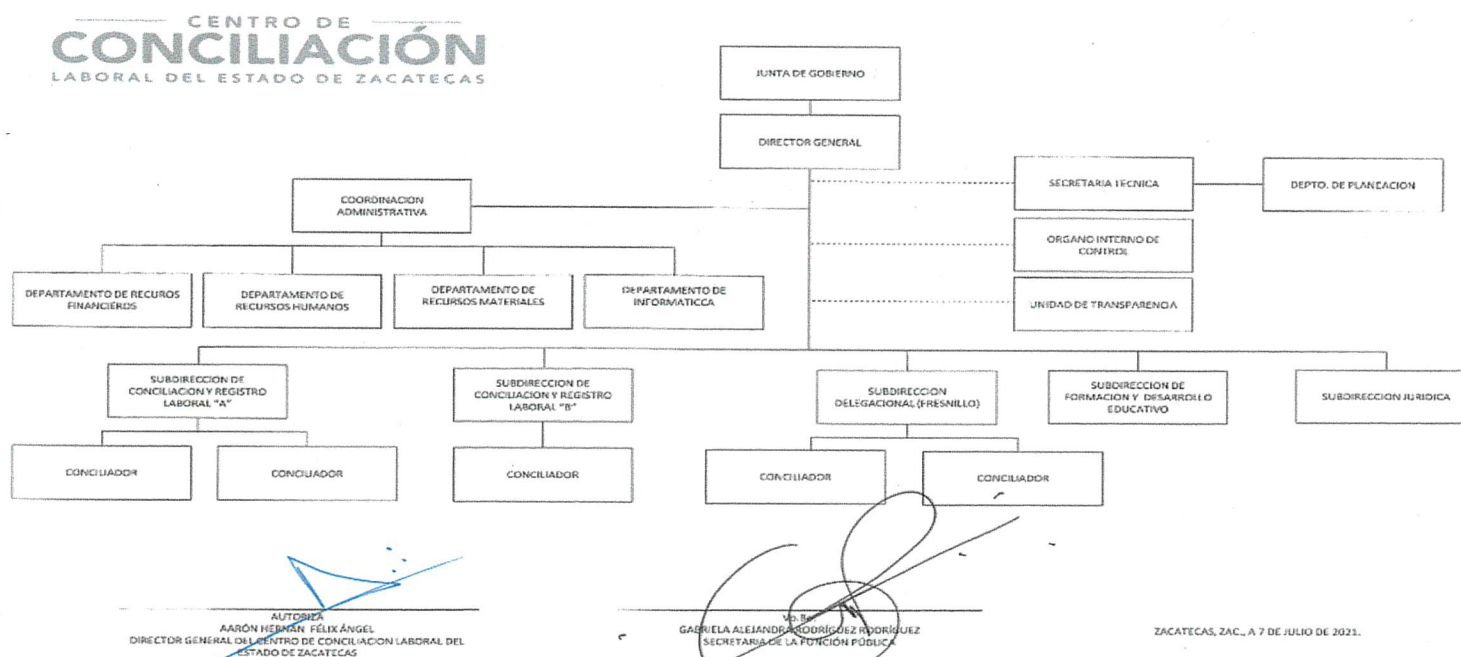 CENTRO DE
CONCILIACIÓN
LABORAL DEL ESTADO DE ZACATECAS
JUNTA DE GOBIERNO
DIRECTOR GENERAL
SECRETARIA TECNICA
DEPTO. DE PLANEACION
COORDINACION
ADMINISTRATIVA
ORGANO INTERNO DE
CONTROL
UNIDAD DE TRANSPARENCIA
DEPARTAMENTO DE RECUROS
FINANCIEROS
DEPARTAMENTO DE
RECURSOS HUMANOS
DEPARTAMENTO DE
RECURSOS MATERIALES
DEPARTAMENTO DE
INFORMATICCA
SUBDIRECCION DE
CONCILIACION Y REGISTRO
LABORAL "A"
SUBDIRECCION DE
CONCILIACION Y REGISTRO
LABORAL "B"
SUBDIRECCION
DELEGACIONAL (FRESNILLO)
SUBDIRECCION DE
FORMACION Y DESARROLLO
EDUCATIVO
SUBDIRECCION JURIDICA
CONCILIADOR
CONCILIADOR
CONCILIADOR
CONCILIADOR
CONCILIADOR
AUTORIZA
AARÓN HERNÁN FÉLIX ÁNGEL
DIRECTOR GENERAL DEL CENTRO DE CONCILIACION LABORAL DEL
ESTADO DE ZACATECAS
Vo.Bo.
GABRIELA ALEJANDRA RODRÍGUEZ RODRÍGUEZ
SECRETARIA DE LA FUNCIÓN PÚBLICA
ZACATECAS, ZAC., A 7 DE JULIO DE 2021.